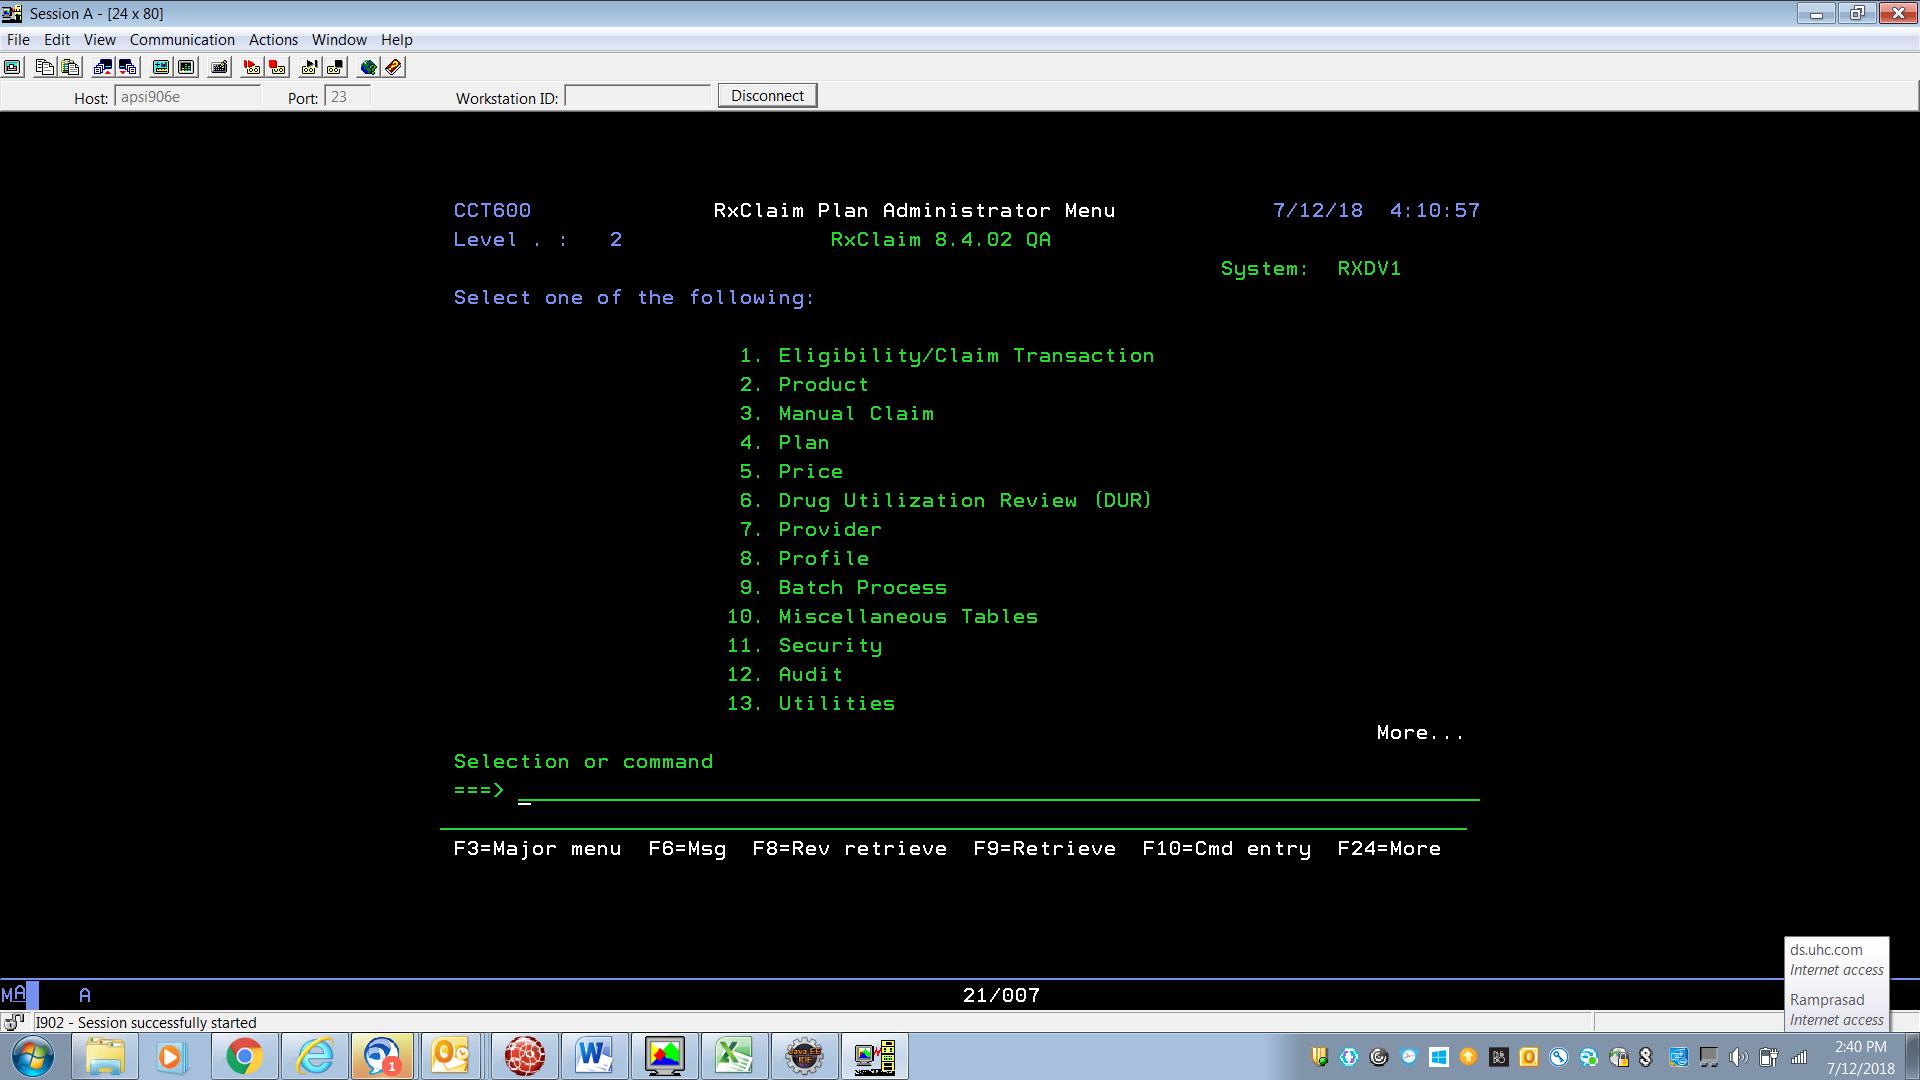 Session A - [24 x 80]
File Edit View Communication Actions Window Help
Host: apsi906e Port: 23 Workstation ID: Disconnect
CCT600 RxClaim Plan Administrator Menu 7/12/18 4:10:57
Level . : 2 RxClaim 8.4.02 QA
System: RXDV1
Select one of the following:
1. Eligibility/Claim Transaction
2. Product
3. Manual Claim
4. Plan
5. Price
6. Drug Utilization Review (DUR)
7. Provider
8. Profile
9. Batch Process
10. Miscellaneous Tables
11. Security
12. Audit
13. Utilities
More...
Selection or command
===>
F3=Major menu F6=Msg F8=Rev retrieve F9=Retrieve F10=Cmd entry F24=More
ds.uhc.com
Internet access
Ramprasad
Internet access
MA A 21/007
I902 - Session successfully started
1
Java EE
IDE
2:40 PM
7/12/2018